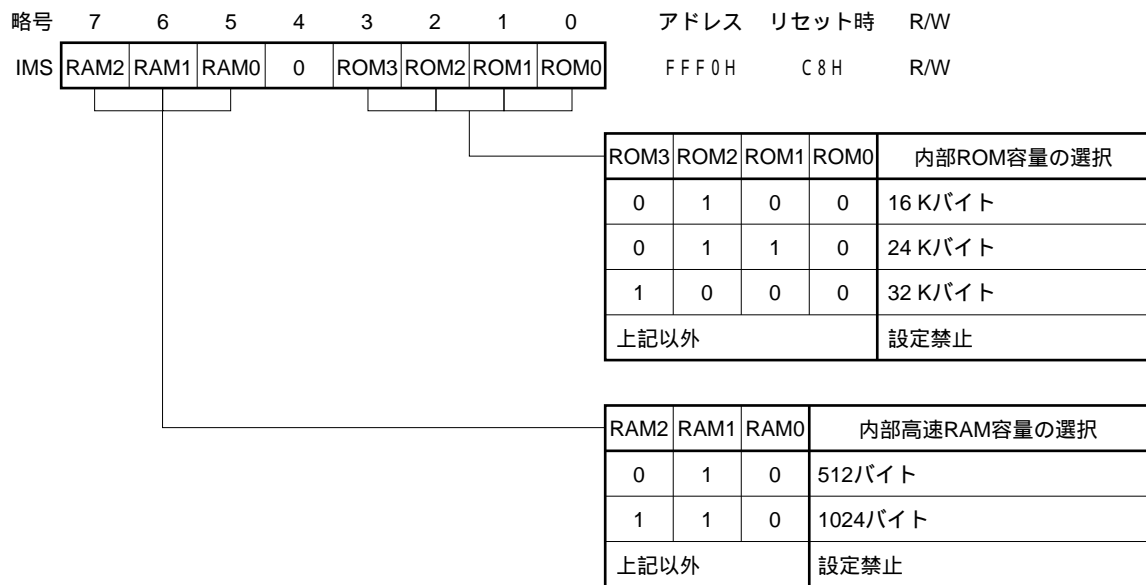 略号 7 6 5 4 3 2 1 0 アドレス リセット時 R/W
IMS RAM2 RAM1 RAM0 0 ROM3 ROM2 ROM1 ROM0 FFF0H C8H R/W
ROM3 ROM2 ROM1 ROM0 内部ROM容量の選択
0 1 0 0 16 Kバイト
0 1 1 0 24 Kバイト
1 0 0 0 32 Kバイト
上記以外 設定禁止
RAM2 RAM1 RAM0 内部高速RAM容量の選択
0 1 0 512バイト
1 1 0 1024バイト
上記以外 設定禁止